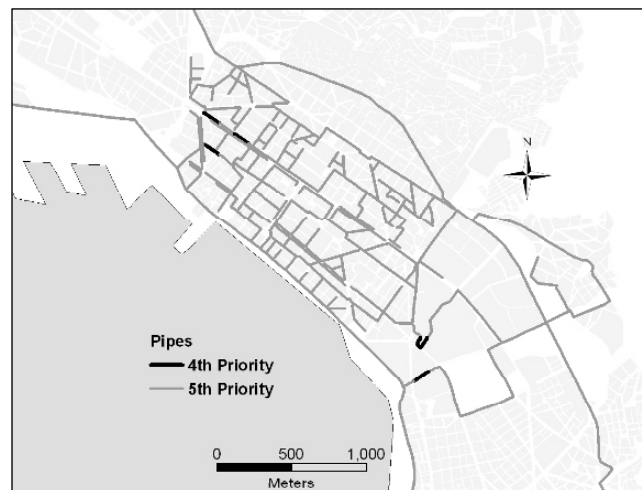 N
Pipes
4th Priority
5th Priority
0 500 1,000
Meters